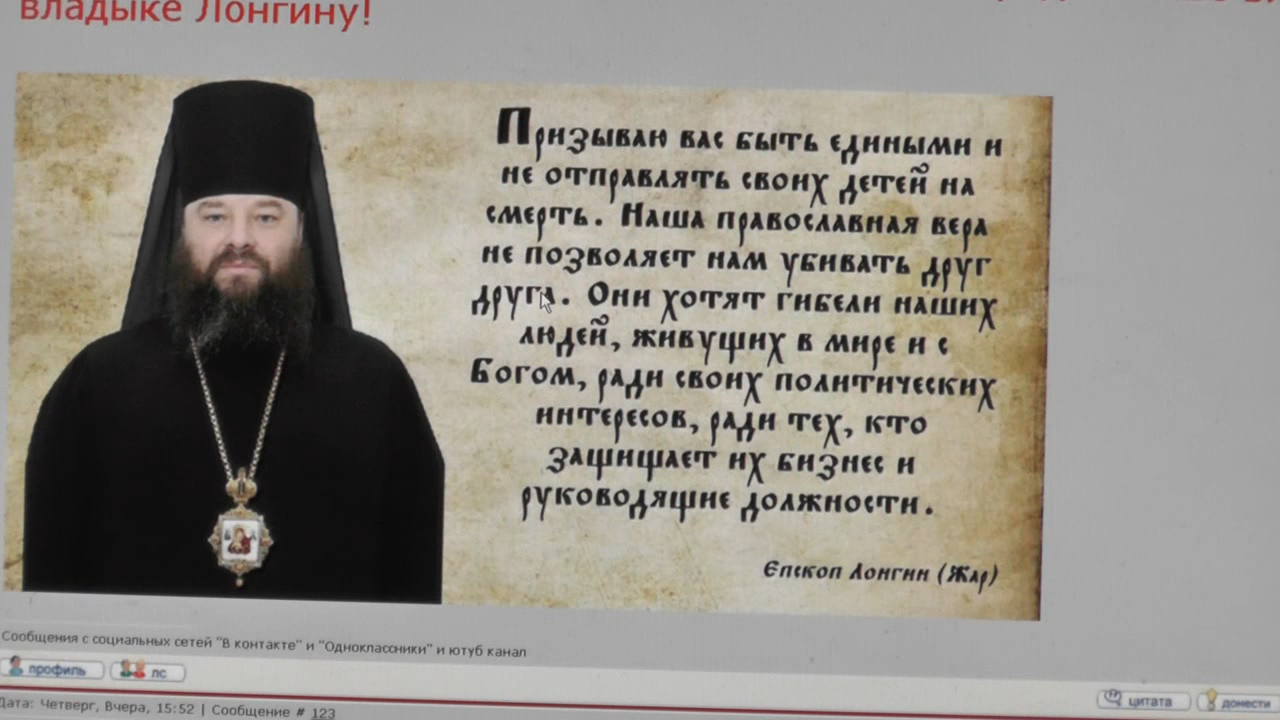 владыке Лонгину!
Призываю вас быть едиными и
не отправлять своих детей на
смерть. Наша православная вера
не позволяет нам убивать друг
друга. Они хотят гибели наших
людей, живущих в мире и с
Богом, ради своих политических
интересов, ради тех, кто
защищает их бизнес и
руководящие должности.
Епскоп Лонгин (Жар)
Сообщения с социальных сетей "В контакте" и "Одноклассники" и ютуб канал
профиль лс
цитата донести
Дата: Четверг, Вчера, 15:52 | Сообщение # 123